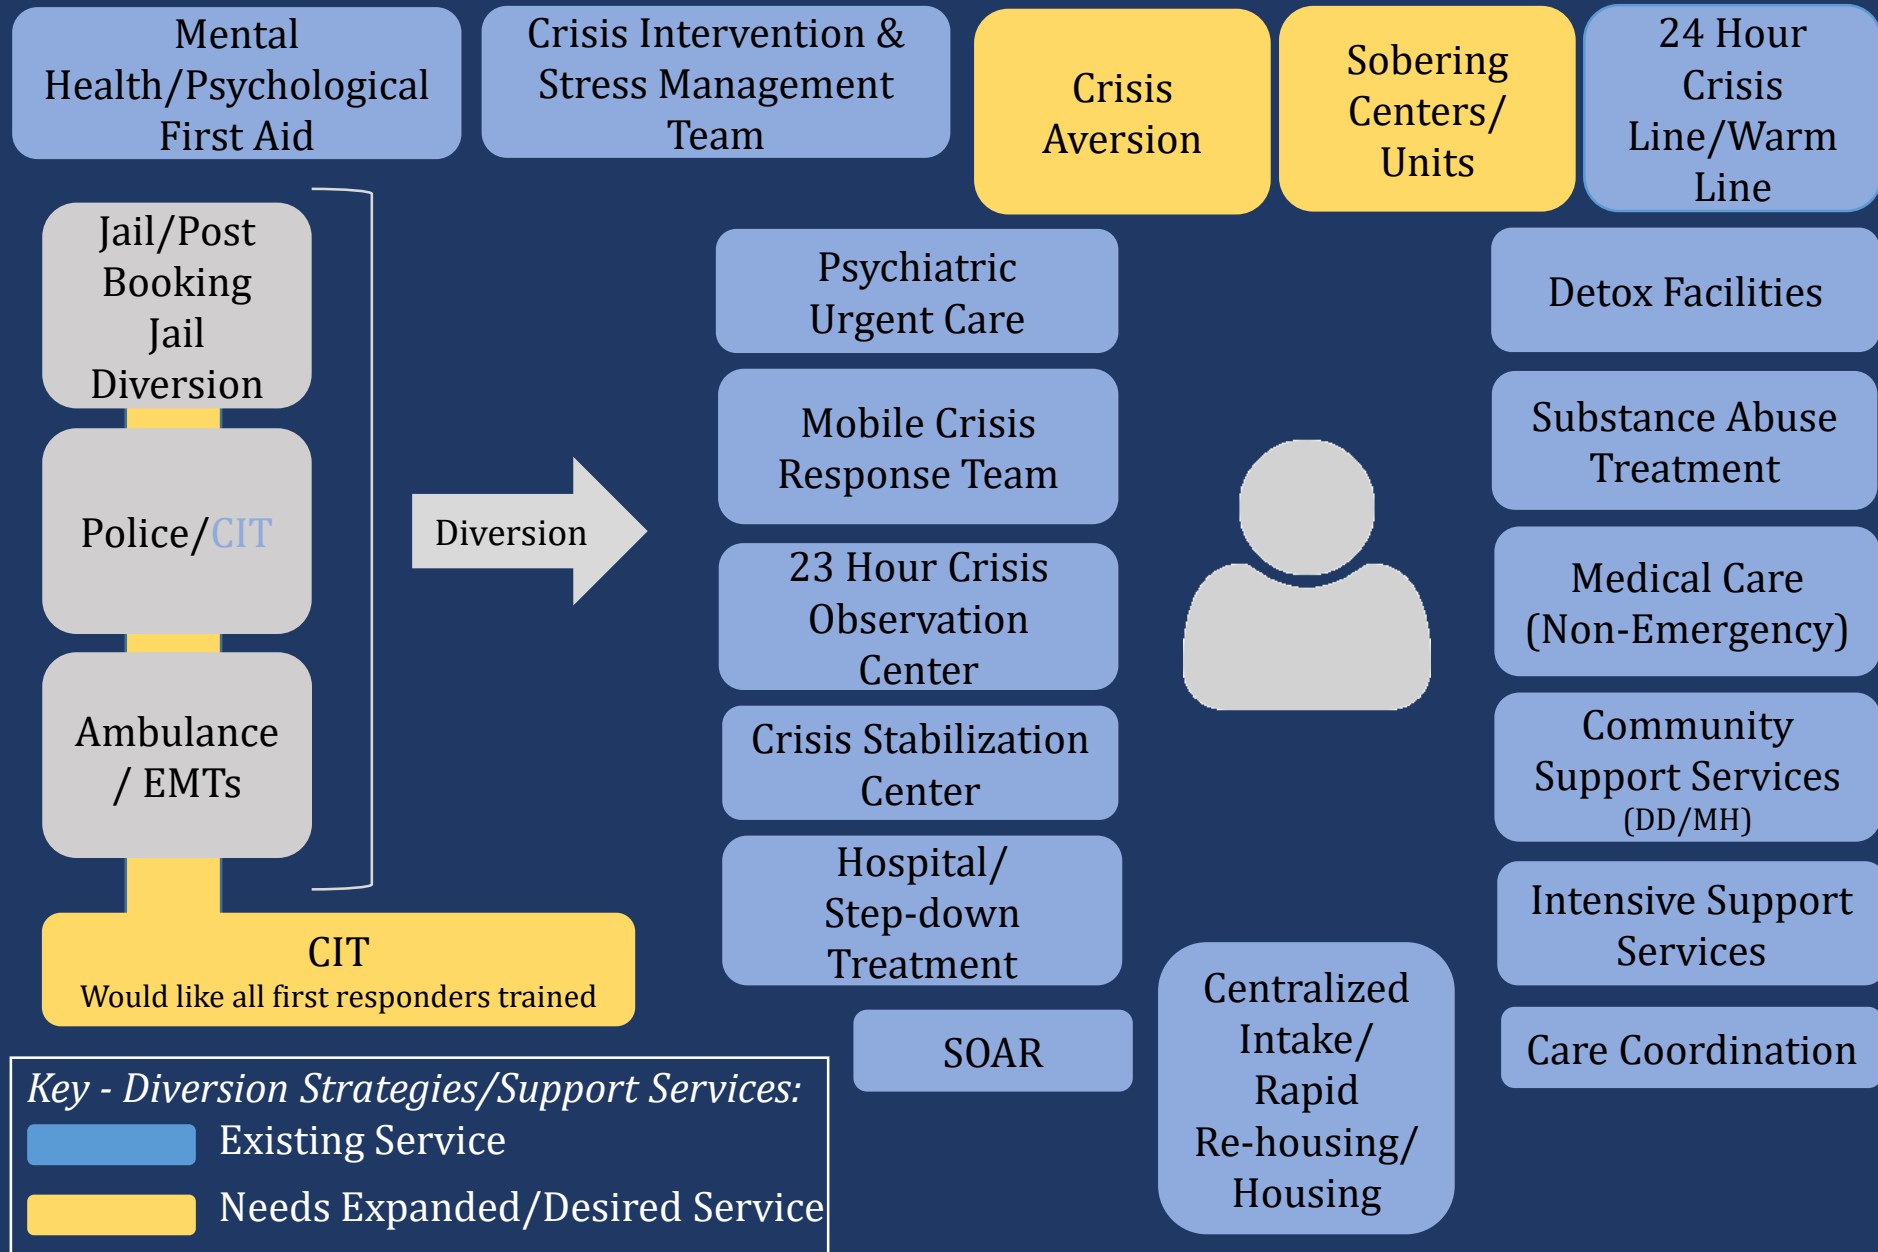 Mental
Health/Psychological
First Aid
Crisis Intervention &
Stress Management
Team
Crisis
Aversion
Sobering
Centers/
Units
24 Hour
Crisis
Line/Warm
Line
Jail/Post
Booking
Jail
Diversion
Police/CIT
Ambulance
/ EMTs
CIT
Would like all first responders trained
Diversion
Psychiatric
Urgent Care
Mobile Crisis
Response Team
23 Hour Crisis
Observation
Center
Crisis Stabilization
Center
Hospital/
Step-down
Treatment
SOAR
Centralized
Intake/
Rapid
Re-housing/
Housing
Detox Facilities
Substance Abuse
Treatment
Medical Care
(Non-Emergency)
Community
Support Services
(DD/MH)
Intensive Support
Services
Care Coordination
Key - Diversion Strategies/Support Services:
Existing Service
Needs Expanded/Desired Service